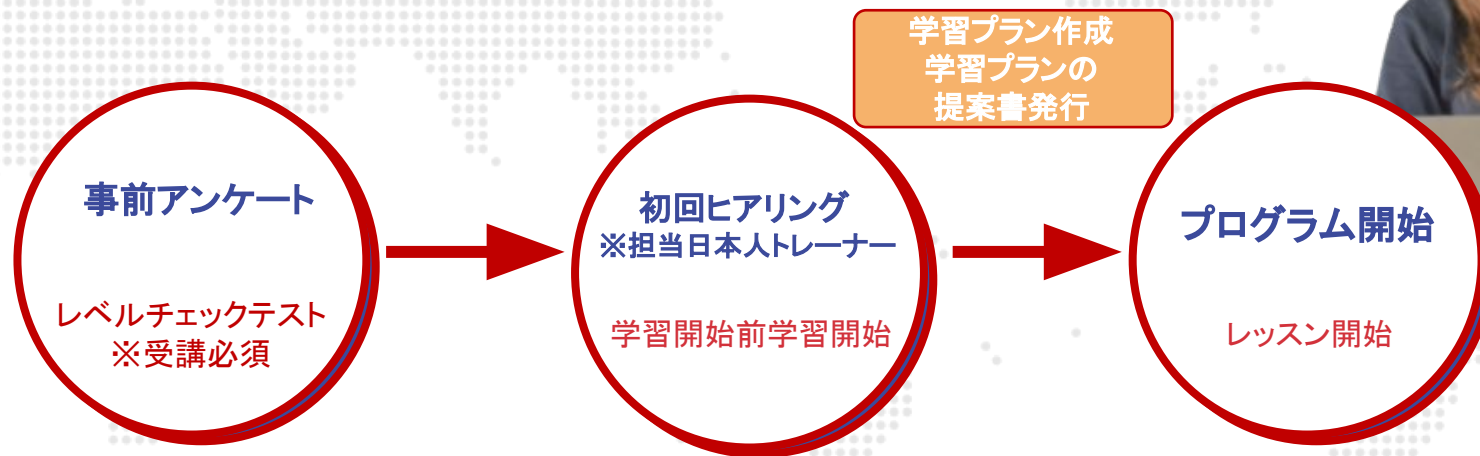 事前アンケート
レベルチェックテスト
※受講必須
初回ヒアリング
※担当日本人トレーナー
学習開始前学習開始
学習プラン作成
学習プランの
提案書発行
プログラム開始
レッスン開始